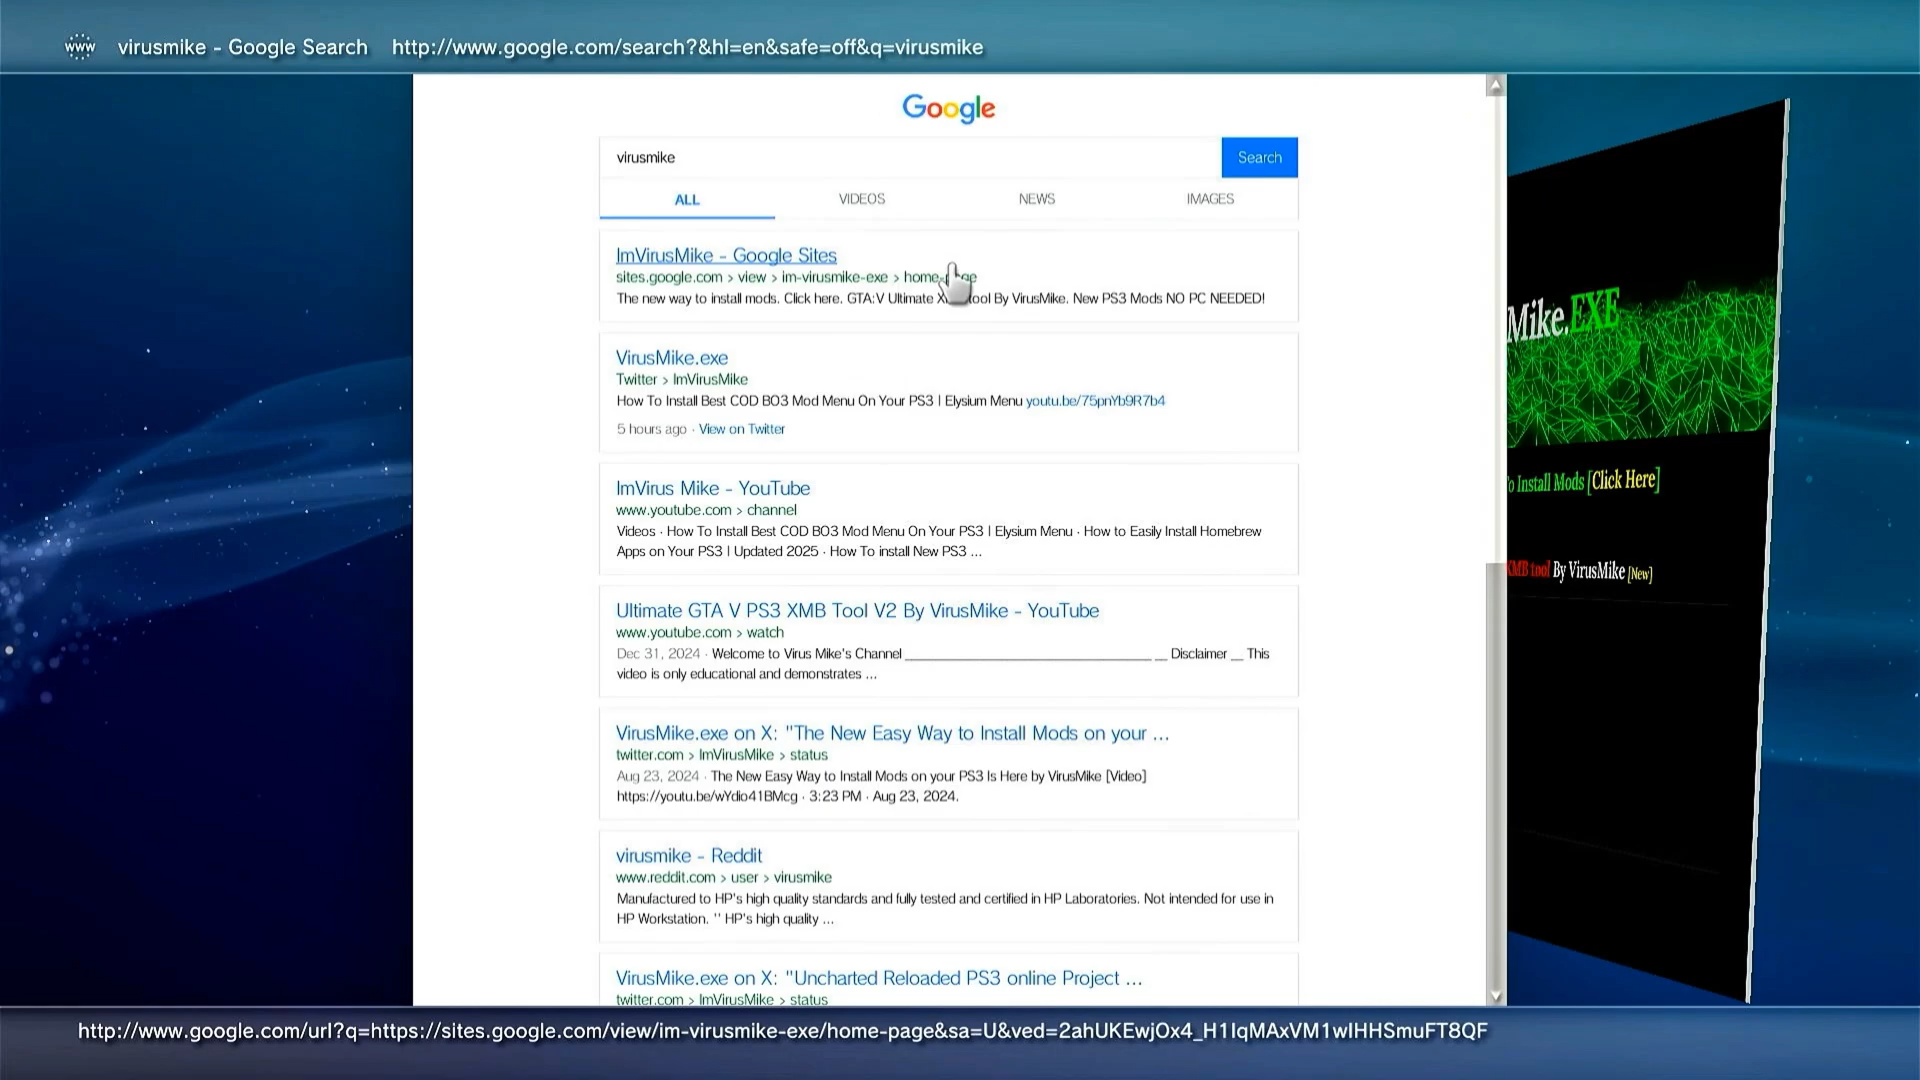 www virusmike - Google Search http://www.google.com/search?&hl=en&safe=off&q=virusmike
Google
virusmike Search
ALL VIDEOS NEWS IMAGES
ImVirusMike - Google Sites
sites.google.com > view > im-virusmike-exe > home-page
The new way to install mods. Click here. GTA:V Ultimate X tool By VirusMike. New PS3 Mods NO PC NEEDED!
VirusMike.exe
Twitter > ImVirusMike
How To Install Best COD BO3 Mod Menu On Your PS3 | Elysium Menu youtu.be/75pnYb9R7b4
5 hours ago · View on Twitter
ImVirus Mike - YouTube
www.youtube.com > channel
Videos · How To Install Best COD BO3 Mod Menu On Your PS3 | Elysium Menu · How to Easily Install Homebrew
Apps on Your PS3 | Updated 2025 · How To install New PS3 ...
Ultimate GTA V PS3 XMB Tool V2 By VirusMike - YouTube
www.youtube.com > watch
Dec 31, 2024 · Welcome to Virus Mike's Channel ______________________________ __ Disclaimer __ This
video is only educational and demonstrates ...
VirusMike.exe on X: "The New Easy Way to Install Mods on your ...
twitter.com > ImVirusMike > status
Aug 23, 2024 · The New Easy Way to Install Mods on your PS3 Is Here by VirusMike [Video]
https://youtu.be/wYdio41BMcg · 3:23 PM · Aug 23, 2024.
virusmike - Reddit
www.reddit.com > user > virusmike
Manufactured to HP's high quality standards and fully tested and certified in HP Laboratories. Not intended for use in
HP Workstation. '' HP's high quality ...
VirusMike.exe on X: "Uncharted Reloaded PS3 online Project ...
twitter.com > ImVirusMike > status
Mike.EXE
o Install Mods [Click Here]
XMB tool By VirusMike [New]
http://www.google.com/url?q=https://sites.google.com/view/im-virusmike-exe/home-page&sa=U&ved=2ahUKEwjOx4_H1IqMAxVM1wIHHSmuFT8QF